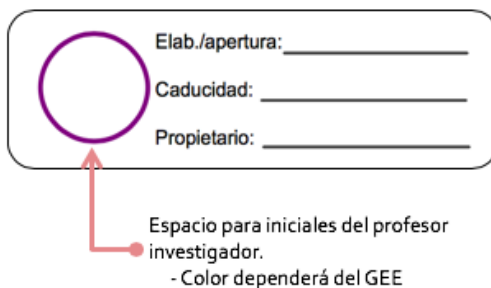 Elab./apertura:
Caducidad:
Propietario:
Espacio para iniciales del profesor
investigador.
- Color dependerá del GEE